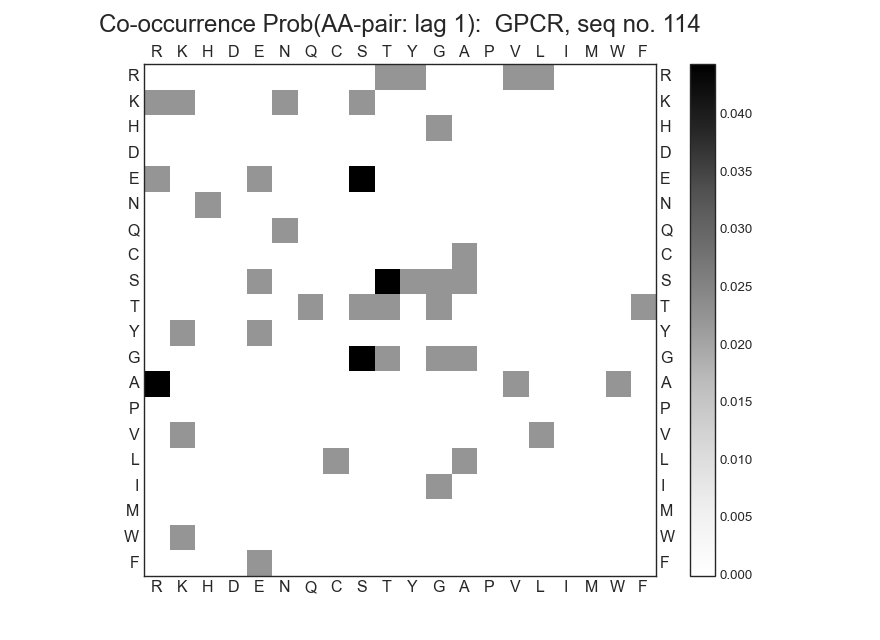 Co-occurrence Prob(AA-pair: lag 1):  GPCR, seq no. 114
R K H D E N Q C S T Y G A P V L I M W F
R R
K K
0.040
H H
D D
0.035
E E
N N
0.030
Q Q
C C
0.025
S S
T T
Y Y
0.020
G G
A A
0.015
P P
V V
0.010
L L
I I
0.005
M M
W W
F F
0.000
R K H D E N Q C S T Y G A P V L I M W F